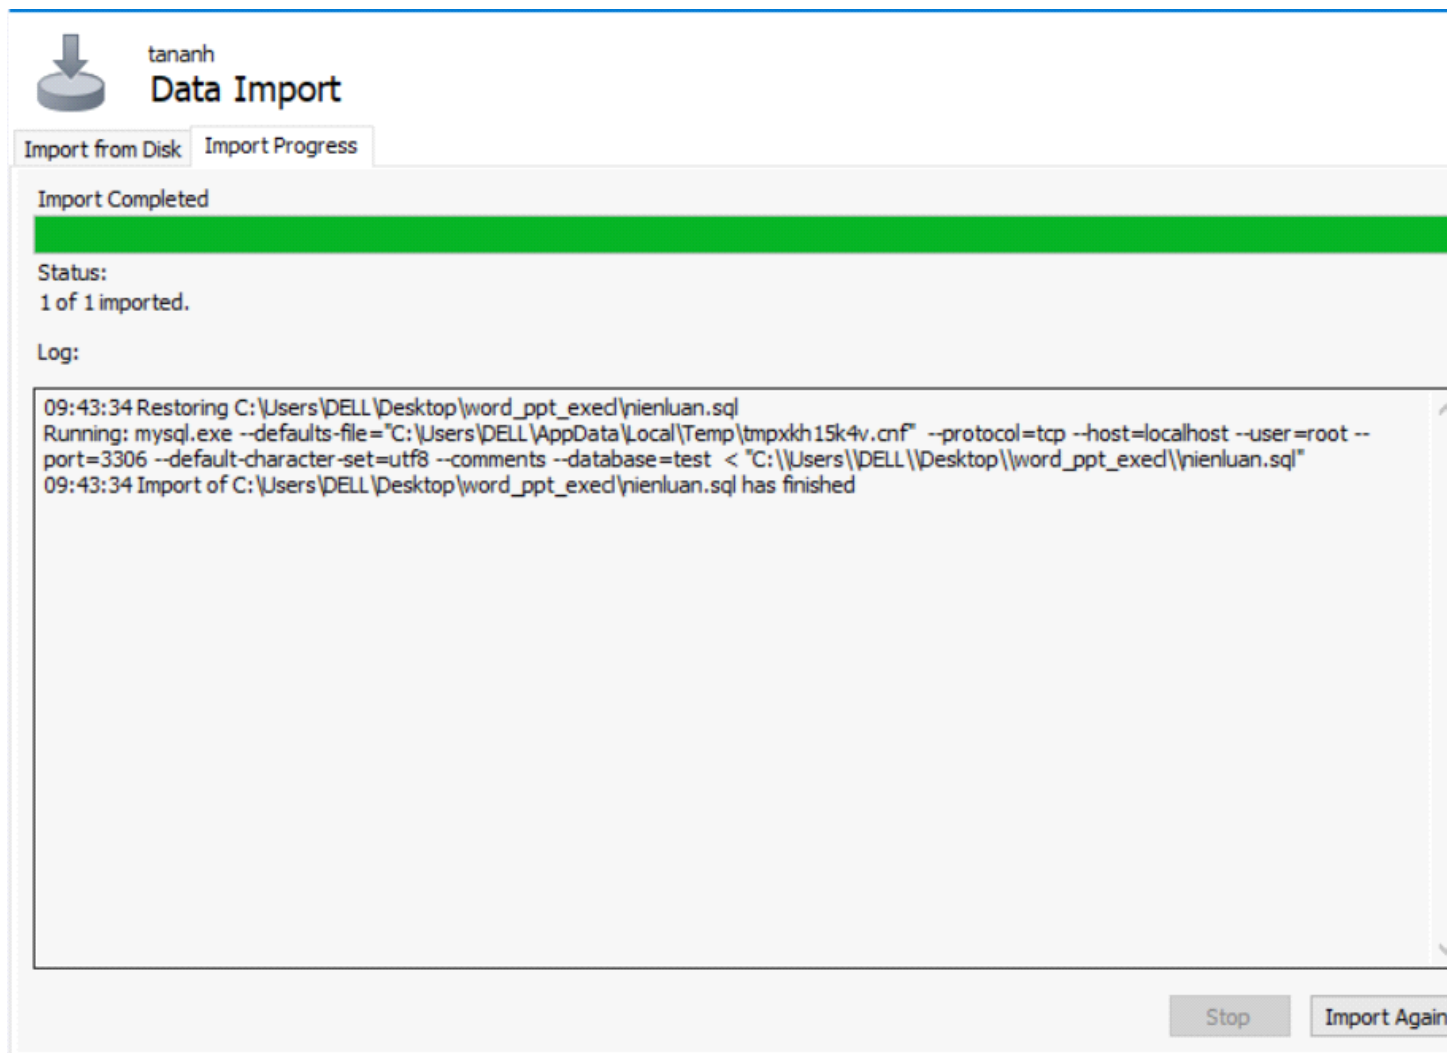 tananh
Data Import
Import from Disk Import Progress
Import Completed
Status:
1 of 1 imported.
Log:
09:43:34 Restoring C:\Users\DELL\Desktop\word_ppt_execl\nienluan.sql
Running: mysql.exe --defaults-file="C:\Users\DELL\AppData\Local\Temp\tmpxkh15k4v.cnf"  --protocol=tcp --host=localhost --user=root --
port=3306 --default-character-set=utf8 --comments --database=test  < "C:\\Users\\DELL\\Desktop\\word_ppt_execl\\nienluan.sql"
09:43:34 Import of C:\Users\DELL\Desktop\word_ppt_execl\nienluan.sql has finished
Stop Import Again